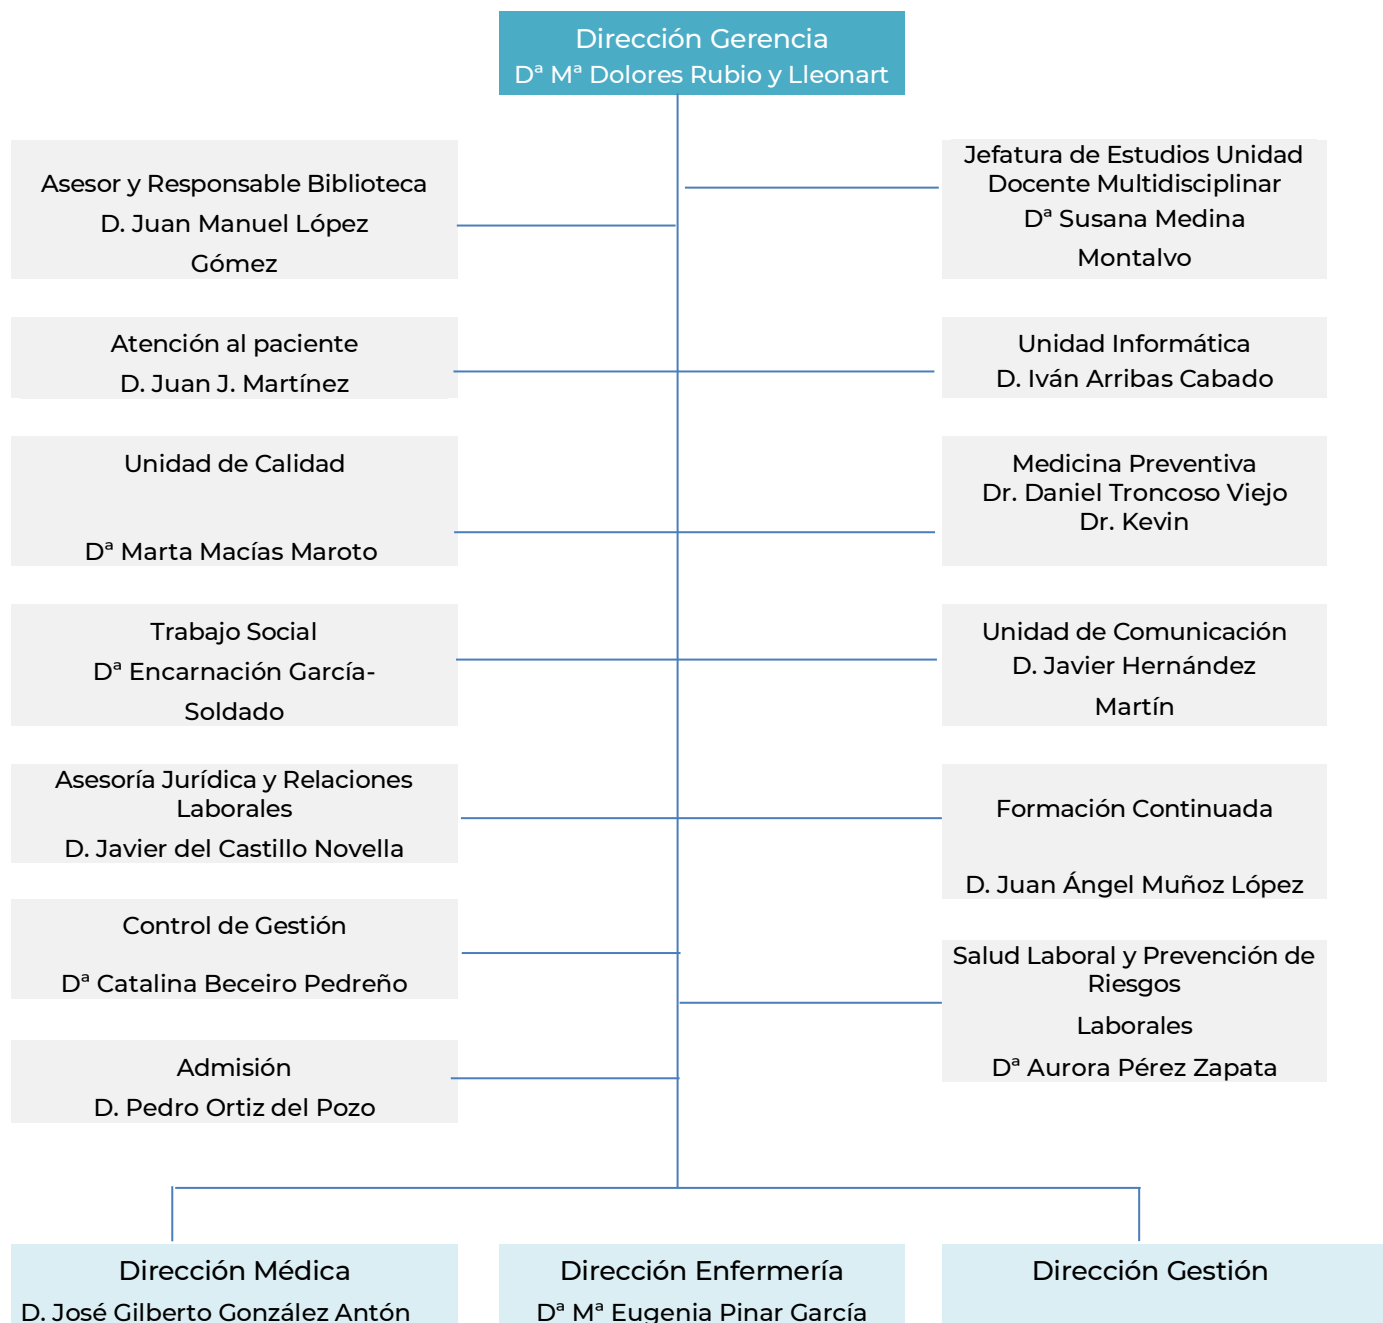 Dirección Gerencia
Dª Mª Dolores Rubio y Lleonart
Asesor y Responsable Biblioteca
D. Juan Manuel López
Gómez
Jefatura de Estudios Unidad
Docente Multidisciplinar
Dª Susana Medina
Montalvo
Atención al paciente
D. Juan J. Martínez
Unidad Informática
D. Iván Arribas Cabado
Unidad de Calidad
Dª Marta Macías Maroto
Medicina Preventiva
Dr. Daniel Troncoso Viejo
Dr. Kevin
Trabajo Social
Dª Encarnación García-
Soldado
Unidad de Comunicación
D. Javier Hernández
Martín
Asesoría Jurídica y Relaciones
Laborales
D. Javier del Castillo Novella
Formación Continuada
D. Juan Ángel Muñoz López
Control de Gestión
Dª Catalina Beceiro Pedreño
Salud Laboral y Prevención de
Riesgos
Laborales
Dª Aurora Pérez Zapata
Admisión
D. Pedro Ortiz del Pozo
Dirección Médica
D. José Gilberto González Antón
Dirección Enfermería
Dª Mª Eugenia Pinar García
Dirección Gestión